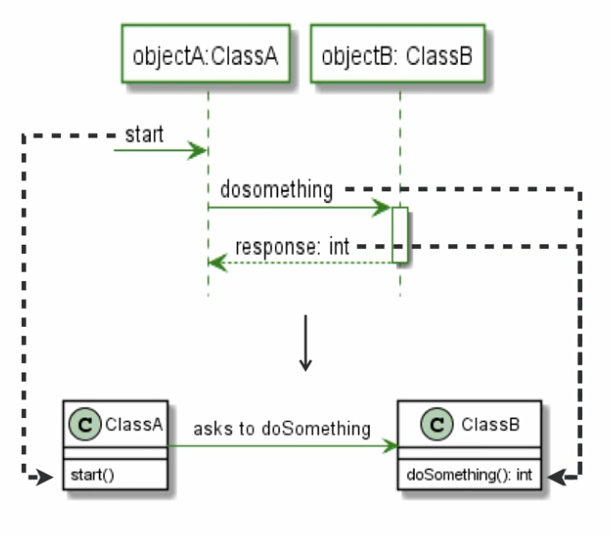 objectA:ClassA
objectB: ClassB
start
dosomething
response: int
C ClassA
asks to doSomething
C ClassB
start()
doSomething(): int